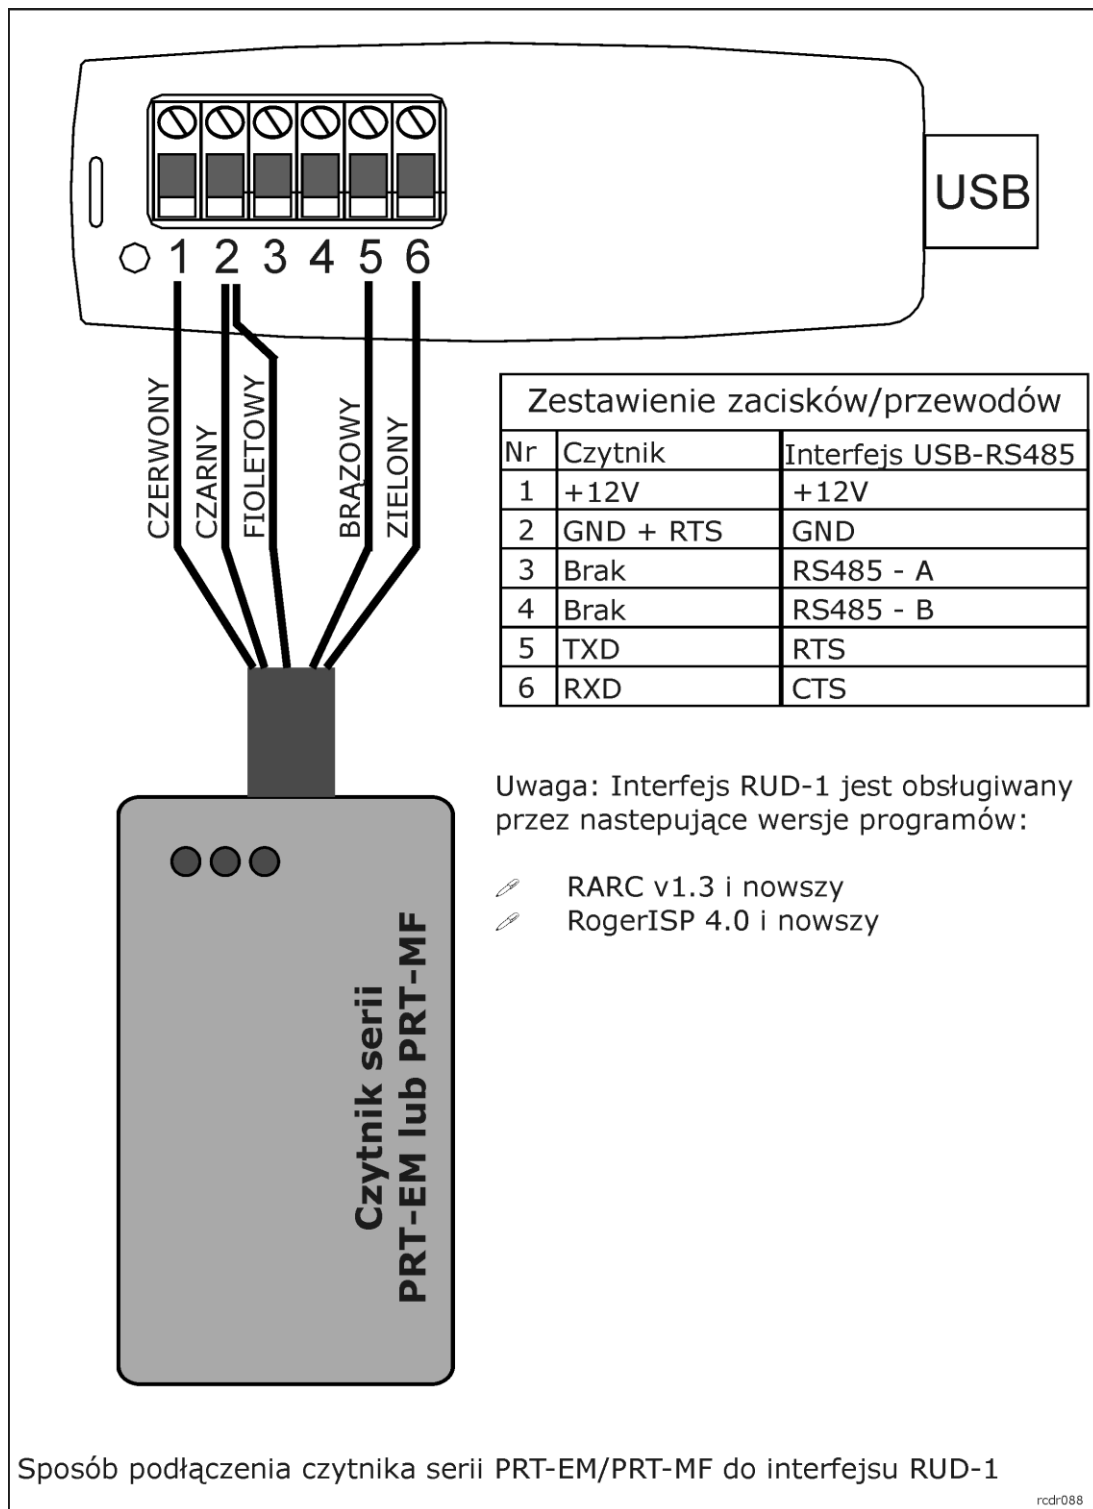 USB
1 2 3 4 5 6
CZERWONY
CZARNY
FIOLETOWY
BRĄZOWY
ZIELONY
Zestawienie zacisków/przewodów
Nr Czytnik Interfejs USB-RS485
1 +12V +12V
2 GND + RTS GND
3 Brak RS485 - A
4 Brak RS485 - B
5 TXD RTS
6 RXD CTS
Uwaga: Interfejs RUD-1 jest obsługiwany
przez nastepujące wersje programów:
RARC v1.3 i nowszy
RogerISP 4.0 i nowszy
Czytnik serii
PRT-EM lub PRT-MF
Sposób podłączenia czytnika serii PRT-EM/PRT-MF do interfejsu RUD-1
rcdr088